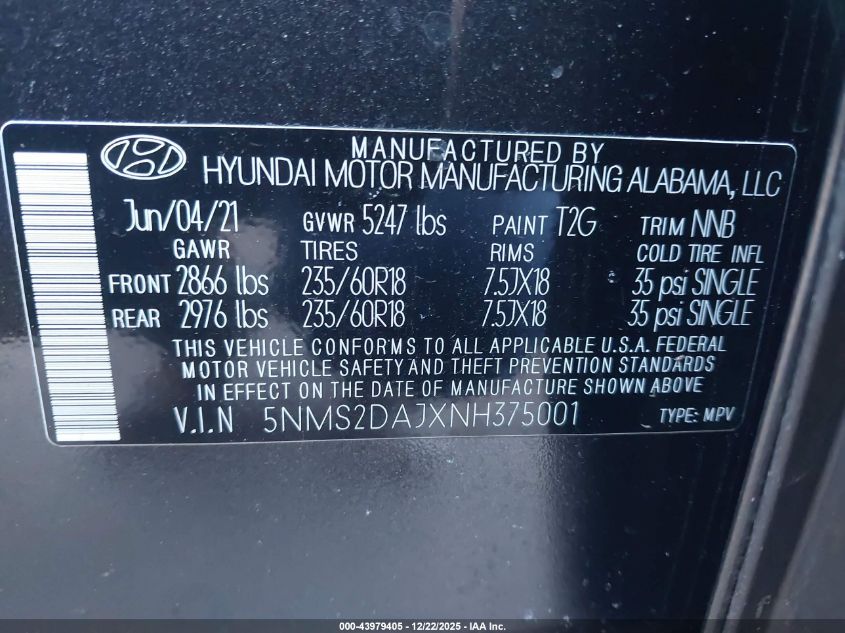 MANUFACTURED BY
HYUNDAI MOTOR MANUFACTURING ALABAMA, LLC
Jun/04/21 GVWR 5247 lbs PAINT T2G TRIM NNB
GAWR TIRES RIMS COLD TIRE INFL
FRONT 2866 lbs 235/60R18 7.5JX18 35 psi SINGLE
REAR 2976 lbs 235/60R18 7.5JX18 35 psi SINGLE
THIS VEHICLE CONFORMS TO ALL APPLICABLE U.S.A. FEDERAL
MOTOR VEHICLE SAFETY AND THEFT PREVENTION STANDARDS
IN EFFECT ON THE DATE OF MANUFACTURE SHOWN ABOVE
V.I.N 5NMS2DAJXNH375001 TYPE: MPV
000-43979405 - 12/22/2025 - IAA Inc.